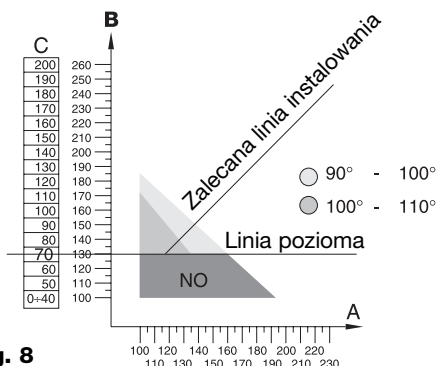 B
C
200 260
190 250
180 240
170 230
160 220
150 210
140 200
130 190
120 180
110 170
100 160
90 150
80 140
70 130
60 120
50 110
0÷40 100
Zalecana linia instalowania
90° - 100°
100° - 110°
Linia pozioma
NO
A
100 120 140 160 180 200 220
110 130 150 170 190 210 230
g. 8